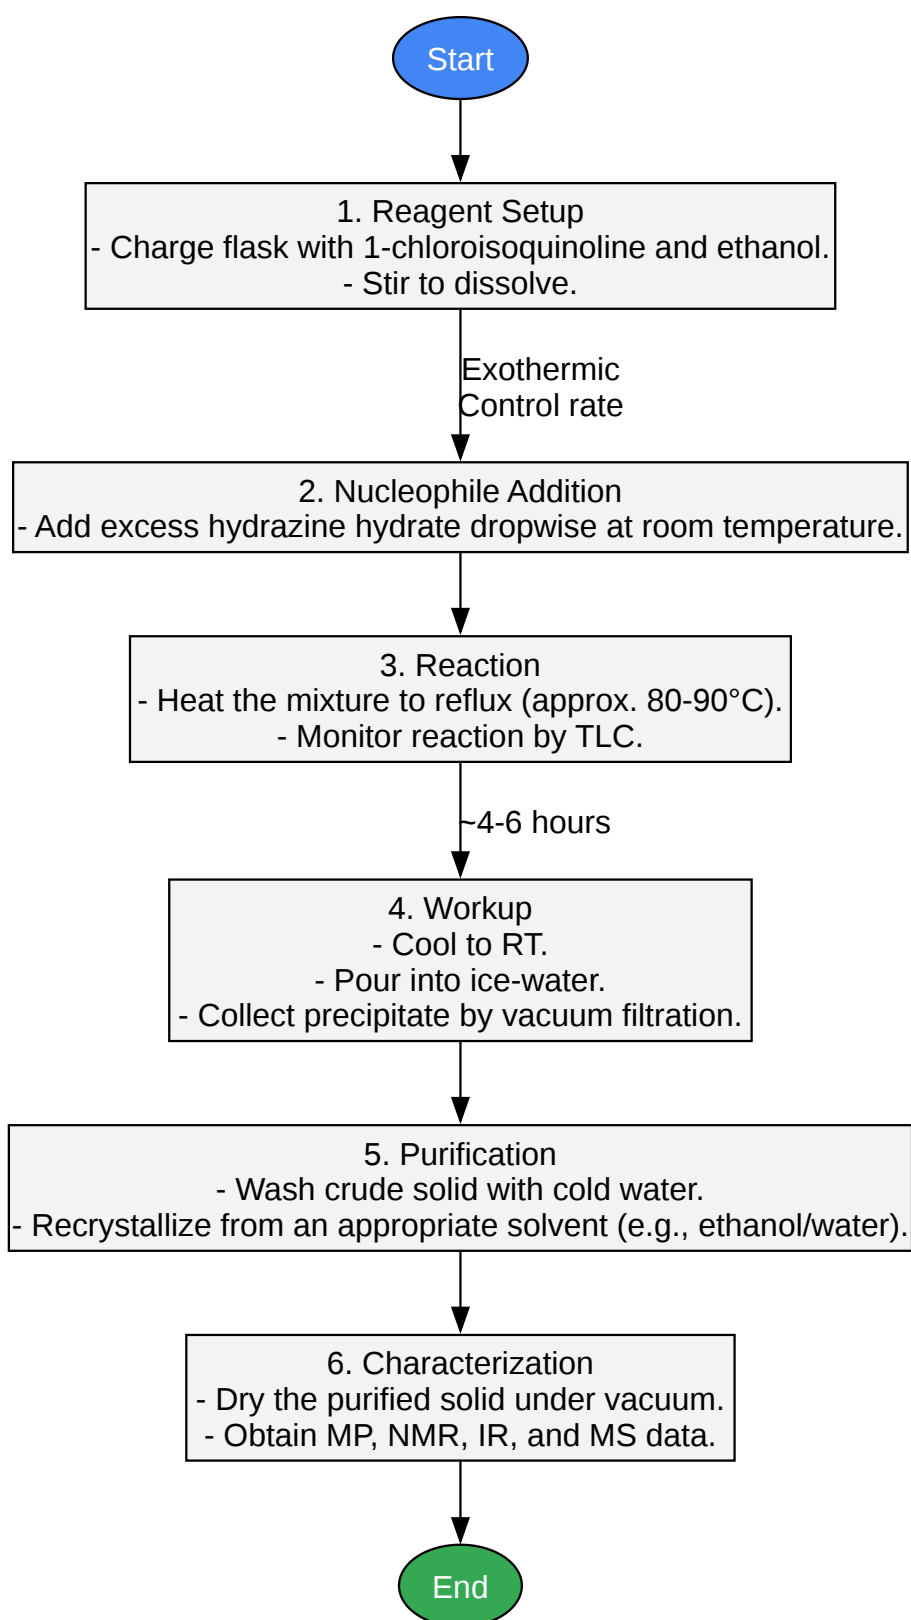 Start
1. Reagent Setup
- Charge flask with 1-chloroisoquinoline and ethanol.
- Stir to dissolve.
Exothermic
Control rate
2. Nucleophile Addition
- Add excess hydrazine hydrate dropwise at room temperature.
3. Reaction
- Heat the mixture to reflux (approx. 80-90°C).
- Monitor reaction by TLC.
~4-6 hours
4. Workup
- Cool to RT.
- Pour into ice-water.
- Collect precipitate by vacuum filtration.
5. Purification
- Wash crude solid with cold water.
- Recrystallize from an appropriate solvent (e.g., ethanol/water).
6. Characterization
- Dry the purified solid under vacuum.
- Obtain MP, NMR, IR, and MS data.
End